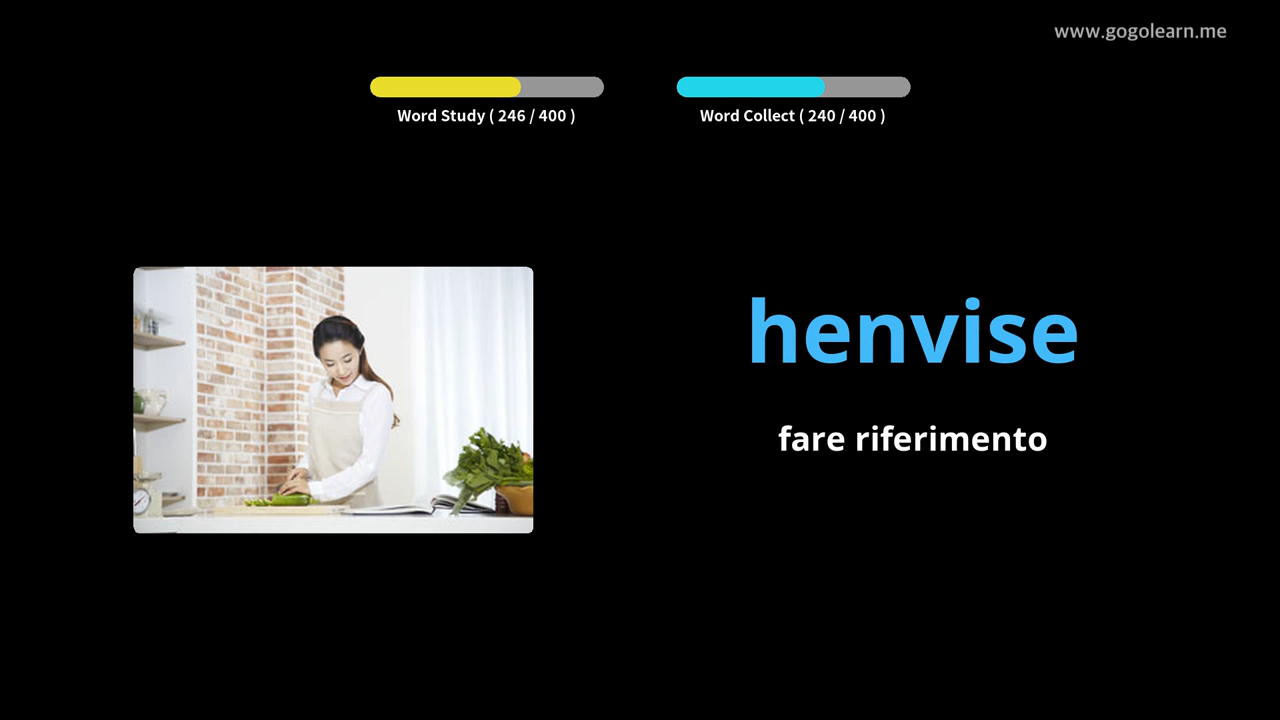 www.gogolearn.me
Word Study ( 246 / 400 )
Word Collect ( 240 / 400 )
henvise
fare riferimento